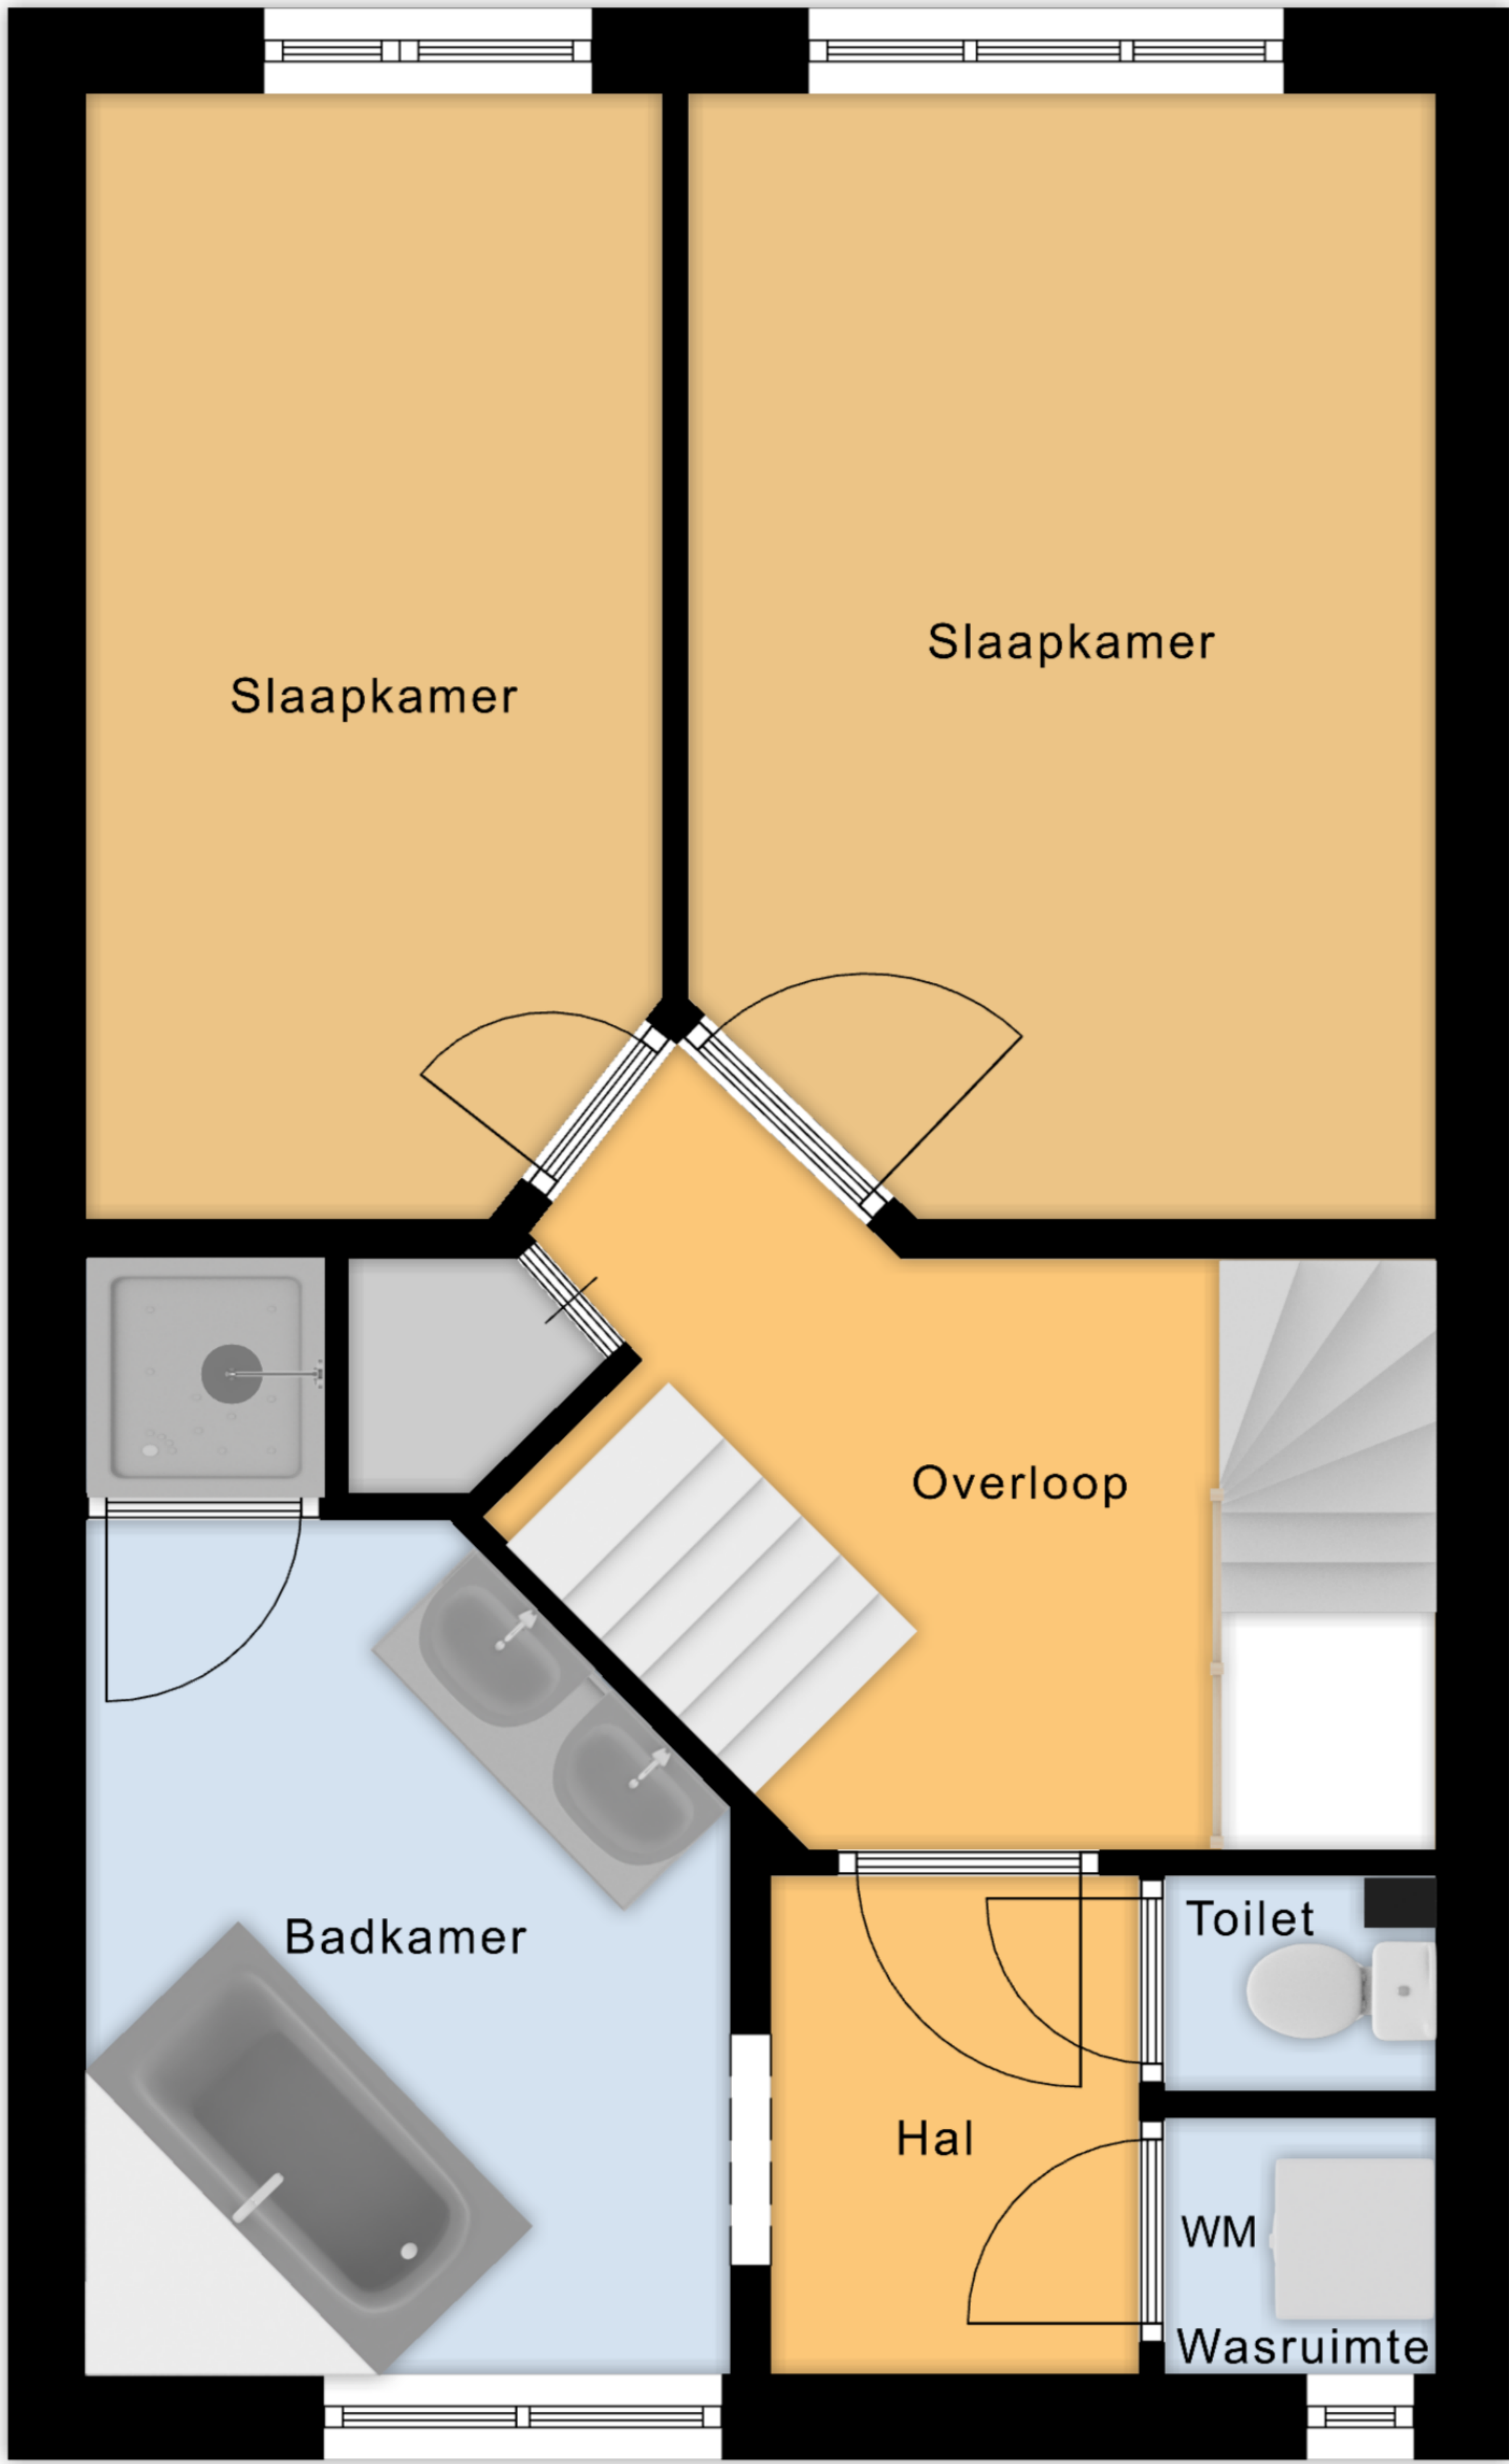 Slaapkamer
Slaapkamer
Overloop
Badkamer
Toilet
Hal
WM
Wasruimte